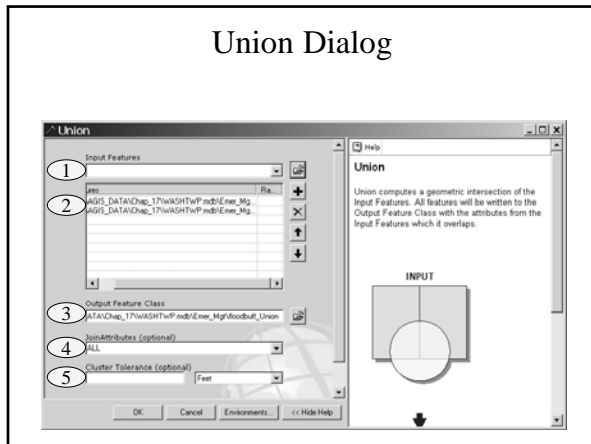 Union Dialog
Union
Input Features
1
ures Ra...
2
\AGIS_DATA\Chap_17\WASHTWP.mdb\Emer_Mg...
\AGIS_DATA\Chap_17\WASHTWP.mdb\Emer_Mg...
Output Feature Class
3 ATA\Chap_17\WASHTWP.mdb\Emer_Mgt\floodbuff_Union
JoinAttributes (optional)
4 ALL
Cluster Tolerance (optional)
5 Feet
OK Cancel Environments... << Hide Help
Help
Union
Union computes a geometric intersection of the
Input Features. All features will be written to the
Output Feature Class with the attributes from the
Input Features which it overlaps.
INPUT